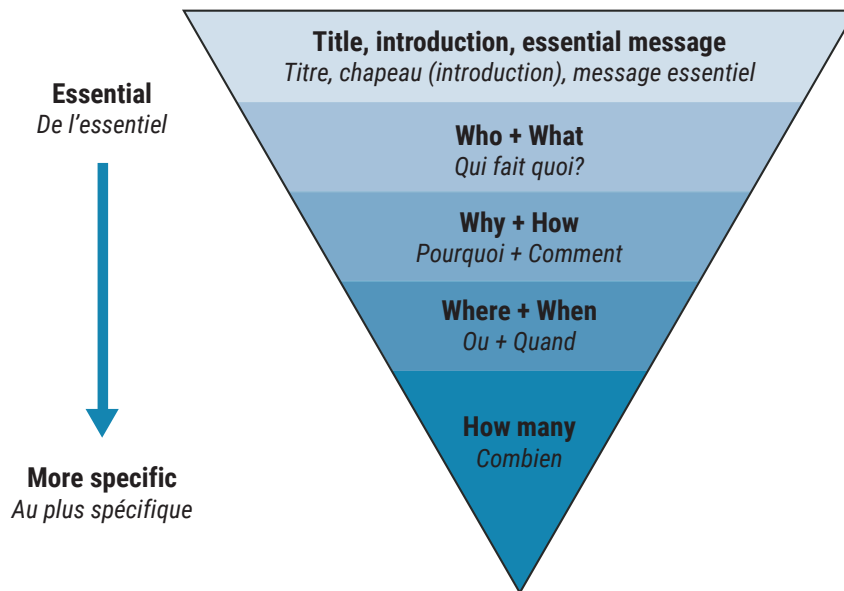 Title, introduction, essential message
Titre, chapeau (introduction), message essentiel
Essential
De l'essentiel
Who + What
Qui fait quoi?
Why + How
Pourquoi + Comment
Where + When
Ou + Quand
How many
Combien
More specific
Au plus spécifique